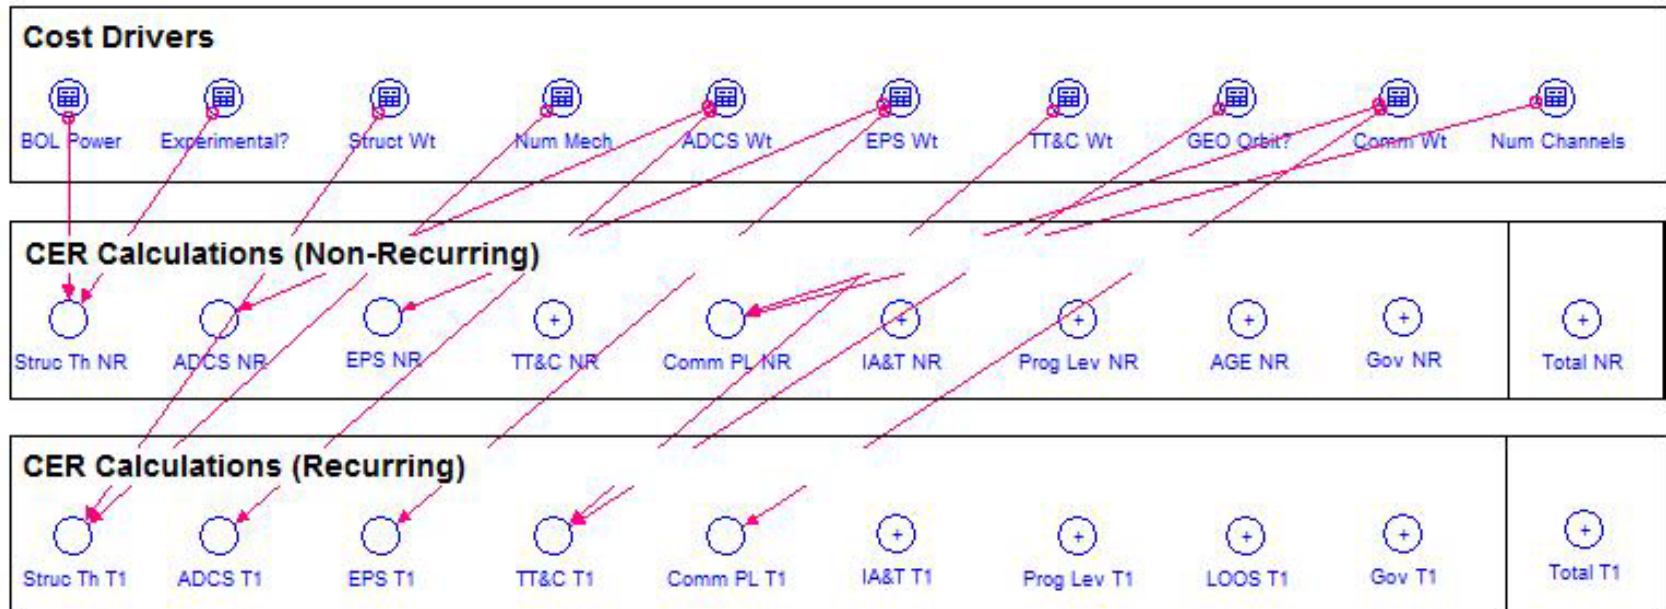 Cost Drivers
BOL Power Experimental? Struct Wt Num Mech ADCS Wt EPS Wt TT&C Wt GEO Orbit? Comm Wt Num Channels
CER Calculations (Non-Recurring)
+ + + + + +
Struc Th NR ADCS NR EPS NR TT&C NR Comm PL NR IA&T NR Prog Lev NR AGE NR Gov NR Total NR
CER Calculations (Recurring)
+ + + + +
Struc Th T1 ADCS T1 EPS T1 TT&C T1 Comm PL T1 IA&T T1 Prog Lev T1 LOOS T1 Gov T1 Total T1